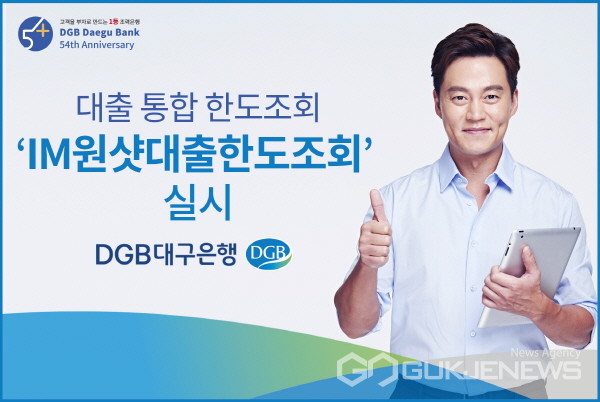 고객을 부자로 만드는 1등 조력은행
DGB Daegu Bank
54th Anniversary
대출 통합 한도조회
‘IM원샷대출한도조회’
실시
DGB대구은행 DGB
News Agency
GUKJENEWS